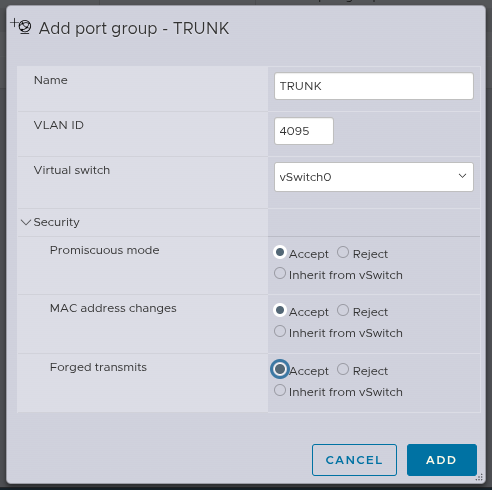 Add port group - TRUNK
Name
TRUNK
VLAN ID
4095
Virtual switch
vSwitch0
Security
Promiscuous mode
Accept Reject
Inherit from vSwitch
MAC address changes
Accept Reject
Inherit from vSwitch
Forged transmits
Accept Reject
Inherit from vSwitch
CANCEL ADD